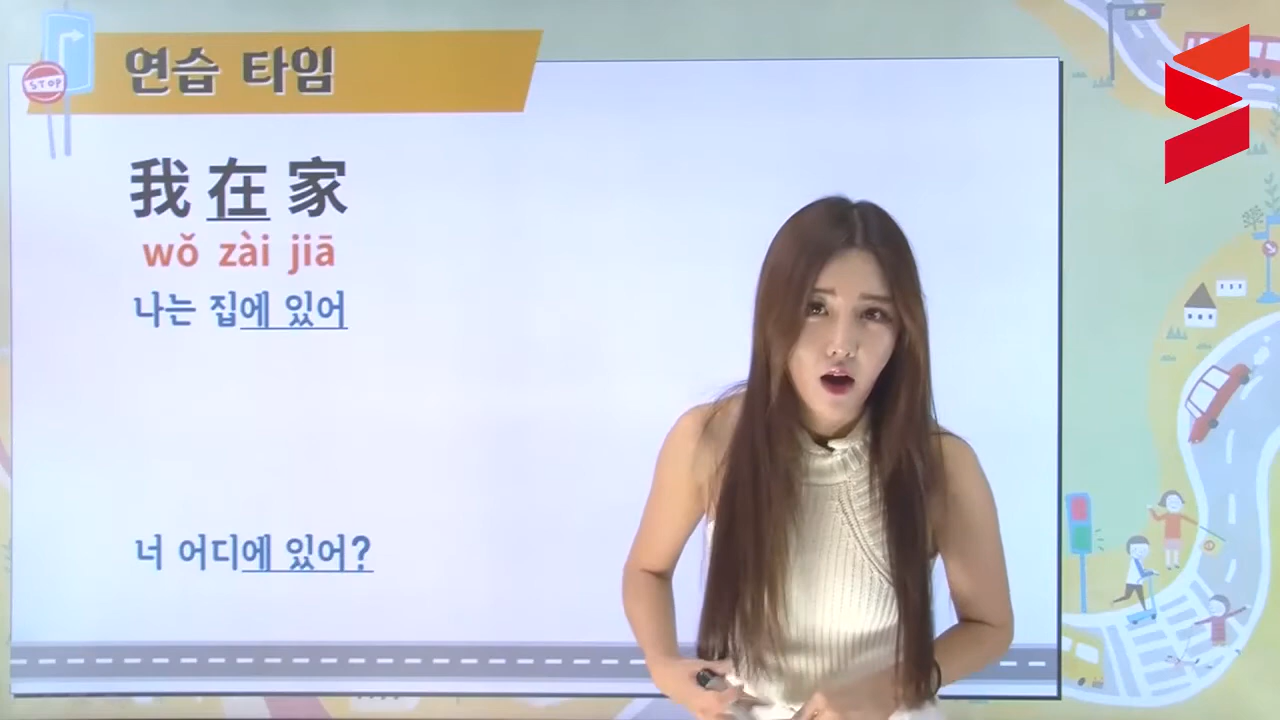 STOP
연습 타임
我 在 家
wǒ zài jiā
나는 집에 있어
너 어디에 있어?